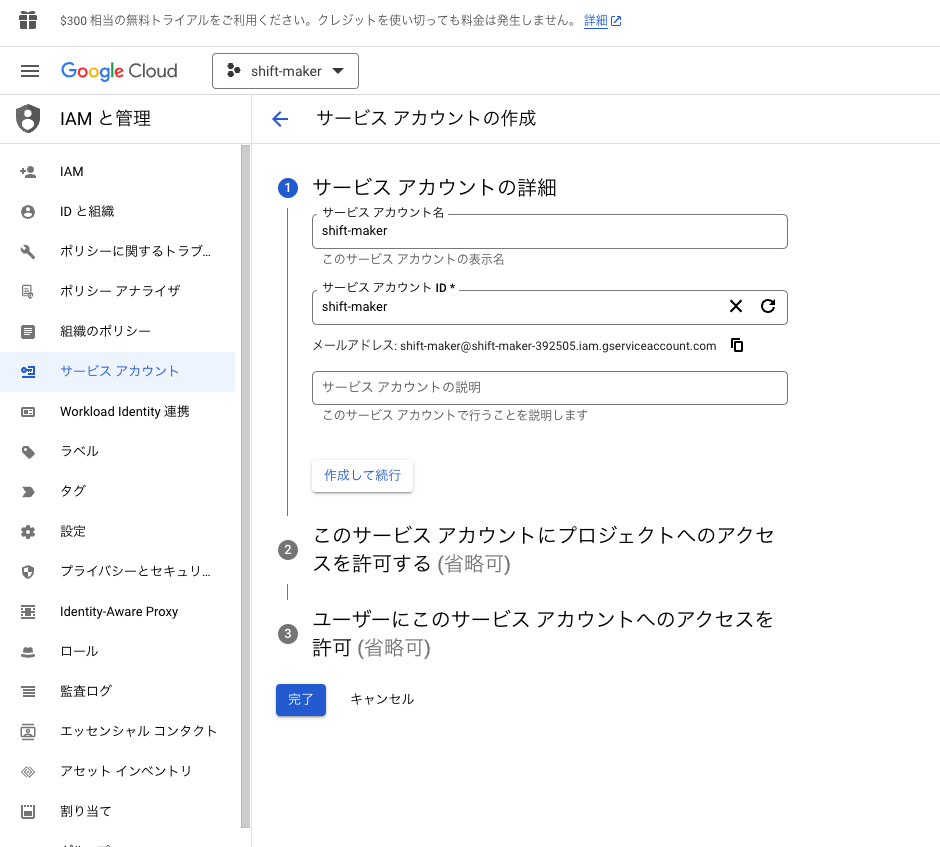 $300 相当の無料トライアルをご利用ください。クレジットを使い切っても料金は発生しません。 詳細
Google Cloud
shift-maker
IAM と管理
サービス アカウントの作成
IAM
ID と組織
ポリシーに関するトラブ...
ポリシー アナライザ
組織のポリシー
サービス アカウント
Workload Identity 連携
ラベル
タグ
設定
プライバシーとセキュリ...
Identity-Aware Proxy
ロール
監査ログ
エッセンシャル コンタクト
アセット インベントリ
割り当て
1 サービス アカウントの詳細
サービス アカウント名
shift-maker
このサービス アカウントの表示名
サービス アカウント ID *
shift-maker
メールアドレス: shift-maker@shift-maker-392505.iam.gserviceaccount.com
サービス アカウントの説明
このサービス アカウントで行うことを説明します
作成して続行
2 このサービス アカウントにプロジェクトへのアクセ
スを許可する (省略可)
3 ユーザーにこのサービス アカウントへのアクセスを
許可 (省略可)
完了
キャンセル